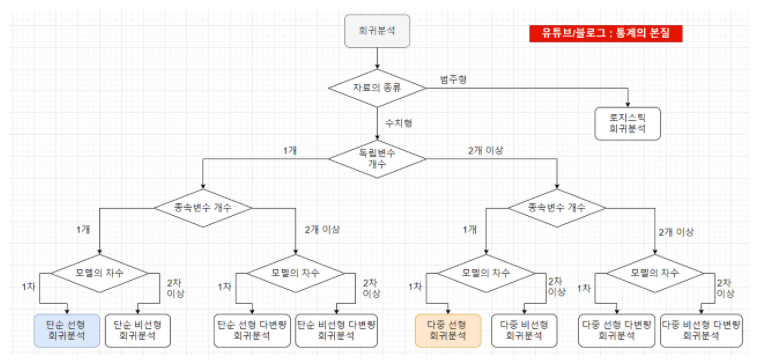 회귀분석
유튜브/블로그 : 통계의 본질
자료의 종류
범주형
로지스틱
회귀분석
수치형
독립변수
개수
1개
2개 이상
종속변수 개수
종속변수 개수
1개
2개 이상
1개
2개 이상
모델의 차수
모델의 차수
모델의 차수
모델의 차수
1차
2차
이상
1차
2차
이상
1차
2차
이상
1차
2차
이상
단순 선형
회귀분석
단순 비선형
회귀분석
단순 선형 다변량
회귀분석
단순 비선형 다변량
회귀분석
다중 선형
회귀분석
다중 비선형
회귀분석
다중 선형 다변량
회귀분석
다중 비선형 다변량
회귀분석